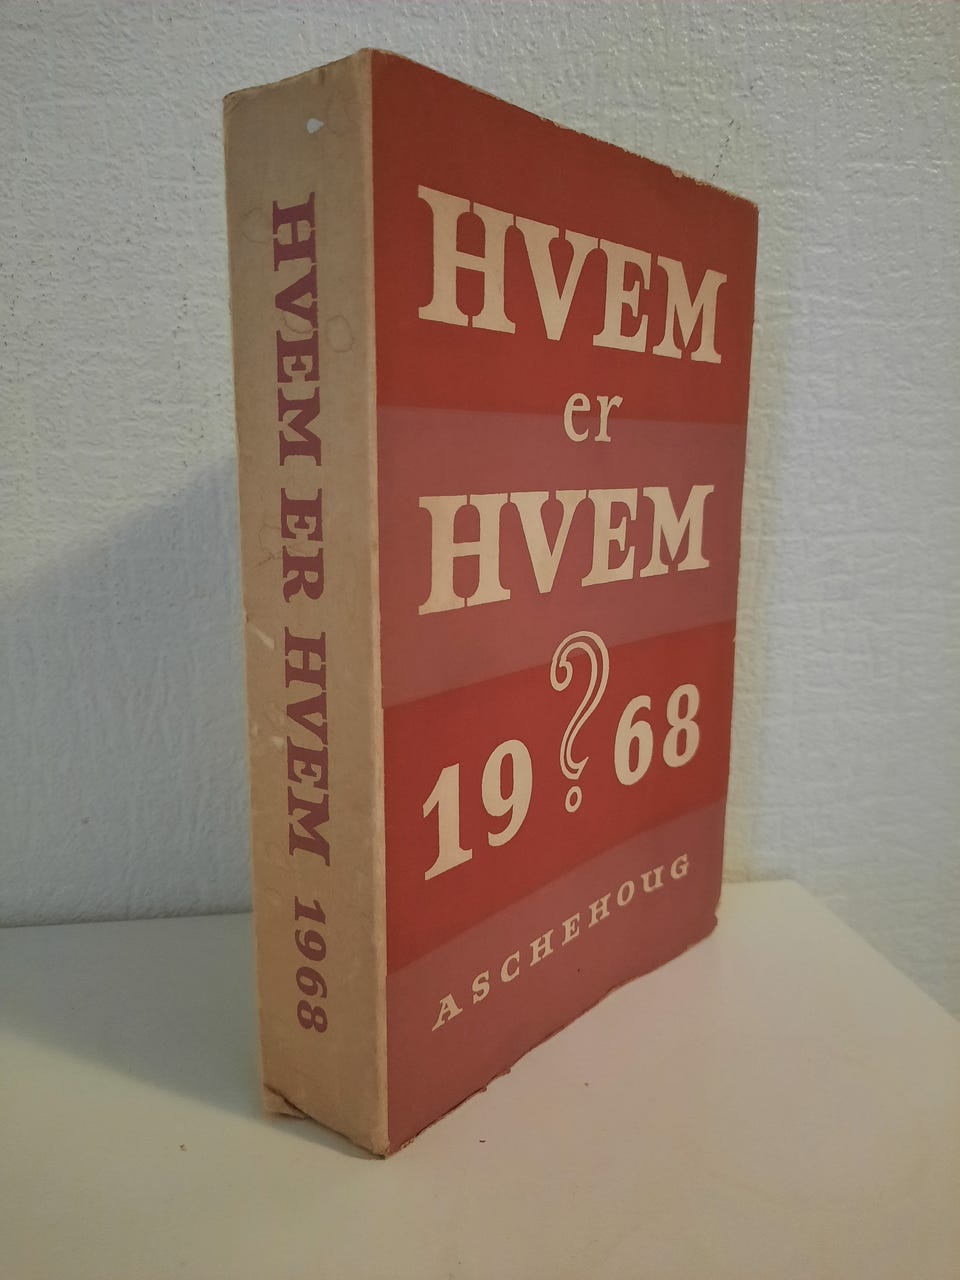 HVEM ER HVEM 1968
HVEM
er
HVEM
19?68
ASCHEHOUG